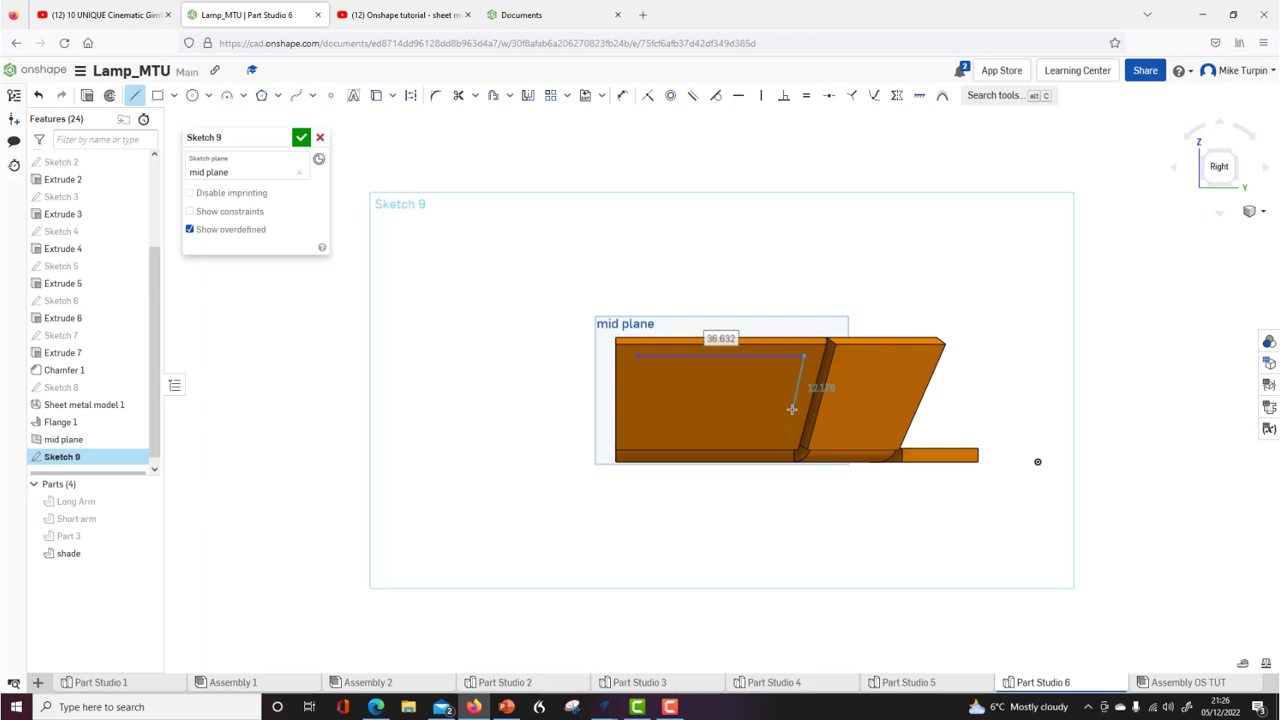 (12) 10 UNIQUE Cinematic Giml
Lamp_MTU | Part Studio 6
(12) Onshape tutorial - sheet m
Documents
https://cad.onshape.com/documents/ed8714dd96128dd8b963d4a7/w/30f8afab6a206270823fcb24b/e/75fcf6afb37d42df349d385d
onshape
Lamp_MTU
Main
2
App Store
Learning Center
Share
Mike Turpin
Search tools...
alt C
Features (24)
Filter by name or type
Sketch 2
Extrude 2
Sketch 3
Extrude 3
Sketch 4
Extrude 4
Sketch 5
Extrude 5
Sketch 6
Extrude 6
Sketch 7
Extrude 7
Chamfer 1
Sketch 8
Sheet metal model 1
Flange 1
mid plane
Sketch 9
Parts (4)
Long Arm
Short arm
Part 3
shade
Sketch 9
Sketch plane
mid plane
Disable imprinting
Show constraints
Show overdefined
Sketch 9
mid plane
36.632
12.176
Z
Right
Y
Part Studio 1
Assembly 1
Assembly 2
Part Studio 2
Part Studio 3
Part Studio 4
Part Studio 5
Part Studio 6
Assembly OS TUT
Type here to search
6°C Mostly cloudy
21:26
05/12/2022